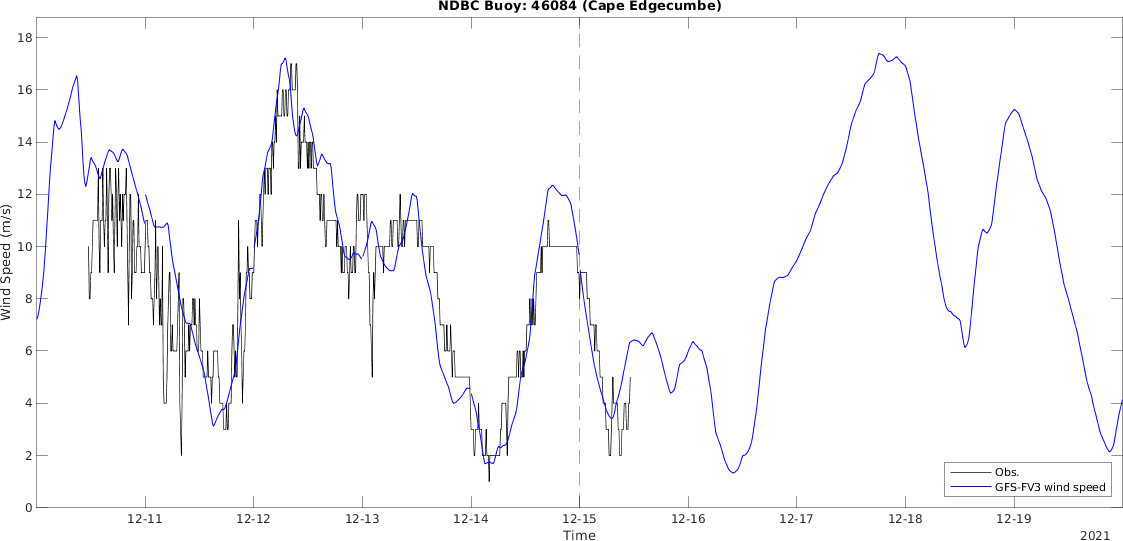 NDBC Buoy: 46084 (Cape Edgecumbe)
Wind Speed (m/s)
18
16
14
12
10
8
6
4
2
0
12-11 12-12 12-13 12-14 12-15 12-16 12-17 12-18 12-19
Time
2021
Obs.
GFS-FV3 wind speed